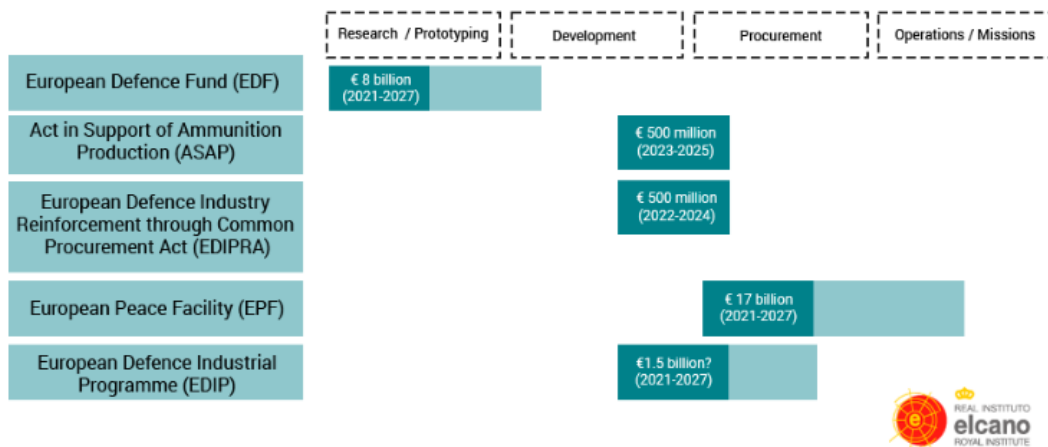 Research / Prototyping
Development
Procurement
Operations / Missions
European Defence Fund (EDF)
€ 8 billion
(2021-2027)
Act in Support of Ammunition
Production (ASAP)
€ 500 million
(2023-2025)
European Defence Industry
Reinforcement through Common
Procurement Act (EDIPRA)
€ 500 million
(2022-2024)
European Peace Facility (EPF)
€ 17 billion
(2021-2027)
European Defence Industrial
Programme (EDIP)
€1.5 billion?
(2021-2027)
e
REAL INSTITUTO
elcano
ROYAL INSTITUTE